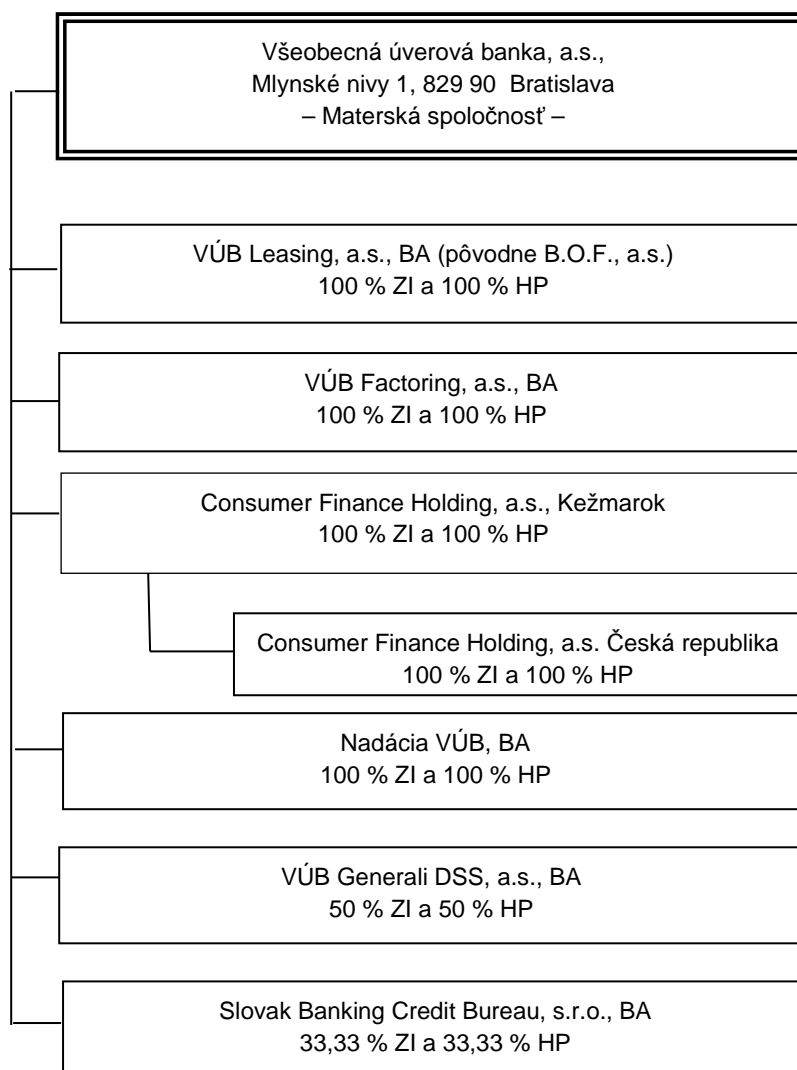 Všeobecná úverová banka, a.s.,
Mlynské nivy 1, 829 90 Bratislava
– Materská spoločnosť –
VÚB Leasing, a.s., BA (pôvodne B.O.F., a.s.)
100 % ZI a 100 % HP
VÚB Factoring, a.s., BA
100 % ZI a 100 % HP
Consumer Finance Holding, a.s., Kežmarok
100 % ZI a 100 % HP
Consumer Finance Holding, a.s. Česká republika
100 % ZI a 100 % HP
Nadácia VÚB, BA
100 % ZI a 100 % HP
VÚB Generali DSS, a.s., BA
50 % ZI a 50 % HP
Slovak Banking Credit Bureau, s.r.o., BA
33,33 % ZI a 33,33 % HP